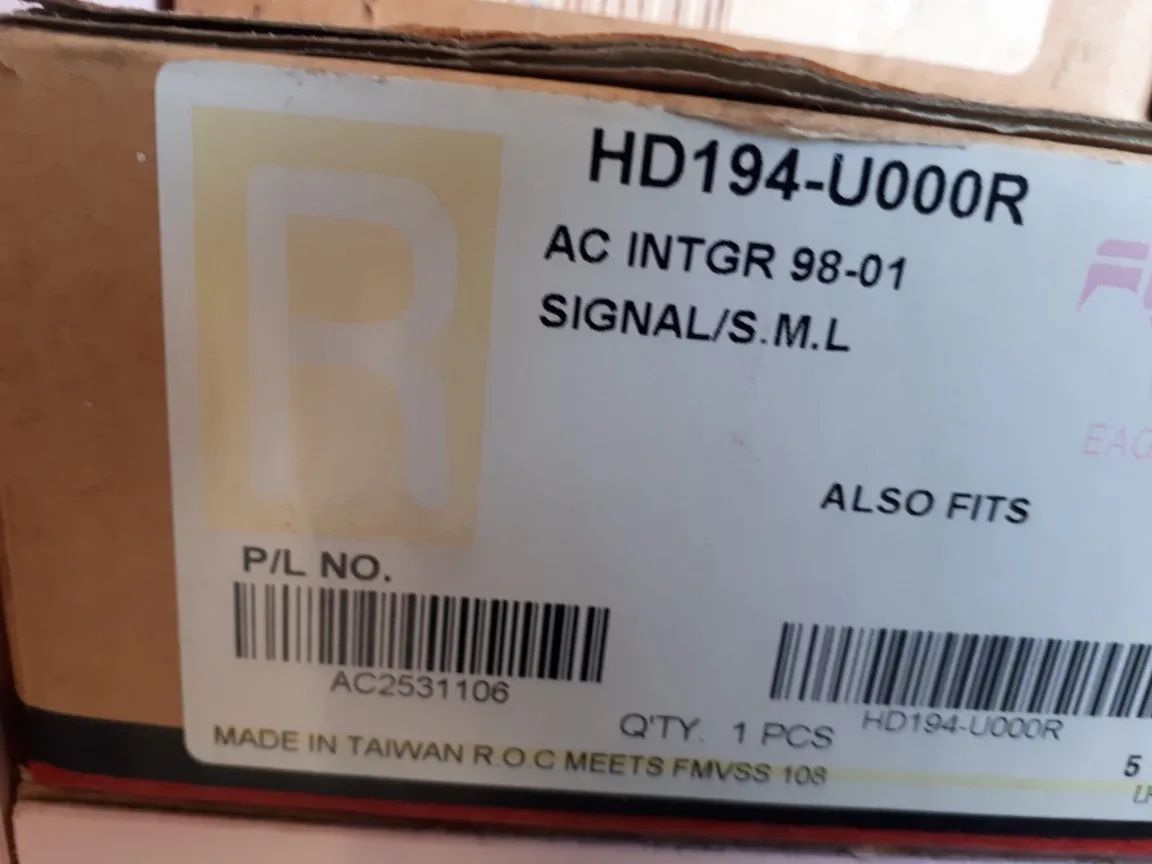 R
HD194-U000R
AC INTGR 98-01
SIGNAL/S.M.L
EAG
ALSO FITS
P/L NO.
AC2531106
HD194-U000R
Q'TY. 1 PCS
MADE IN TAIWAN R.O.C MEETS FMVSS 108
5